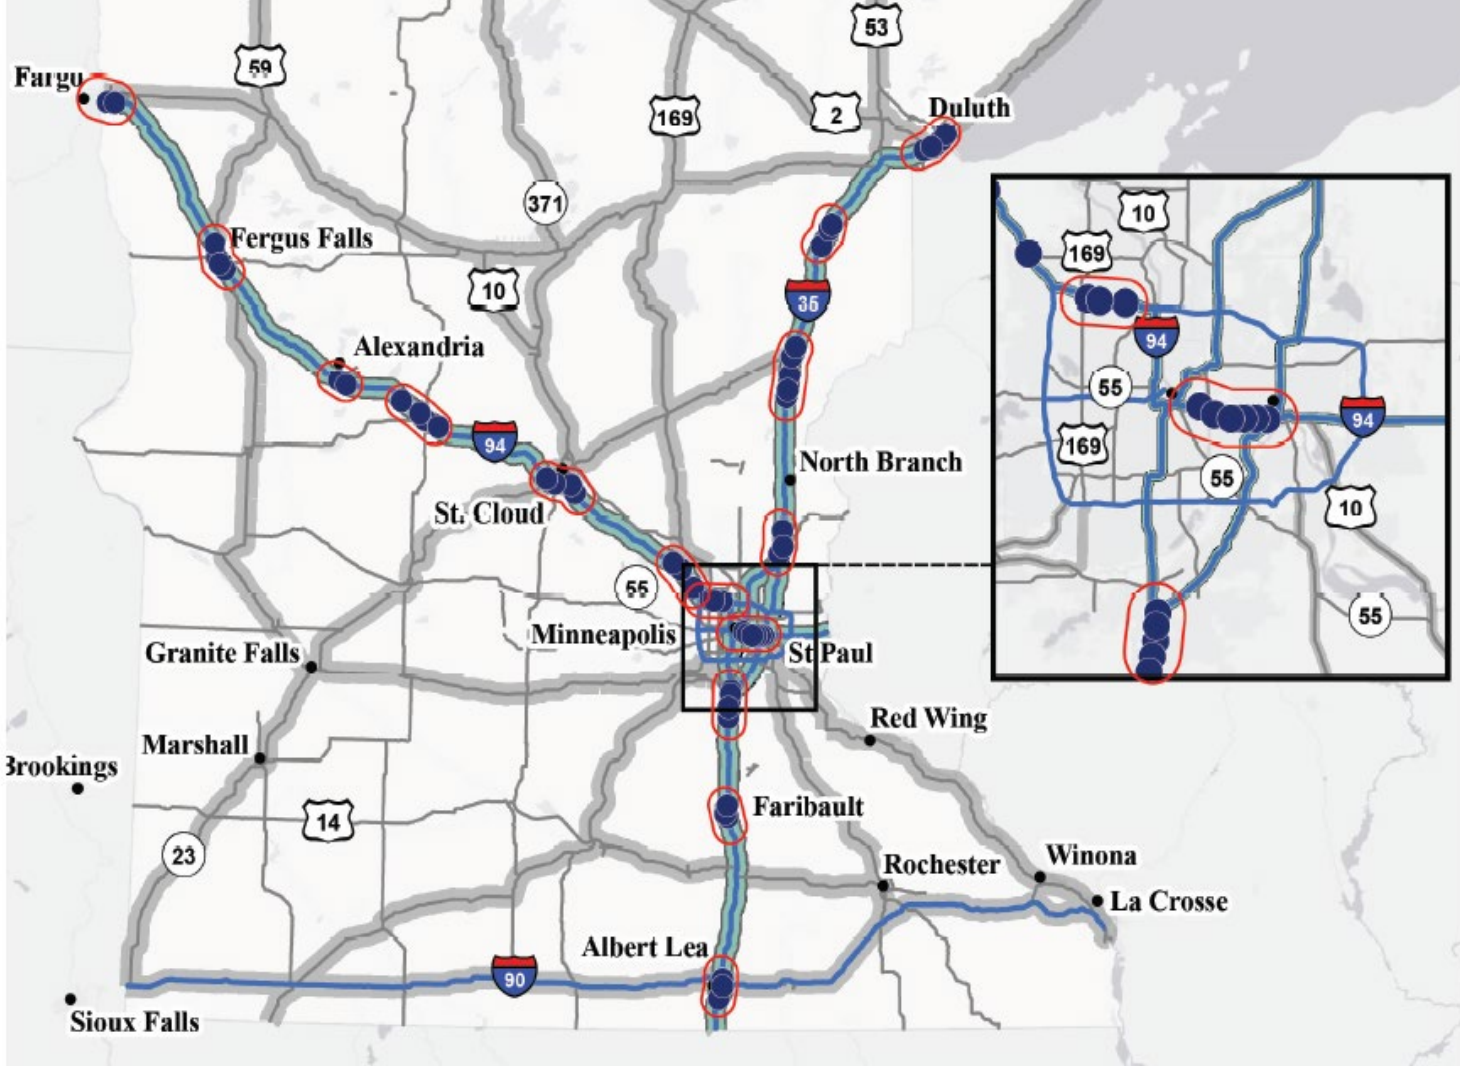 53
59
Fargo
Duluth
169
2
371
10
Fergus Falls
10
169
35
94
Alexandria
55
94
94
169
North Branch
55
St. Cloud
10
55
55
Minneapolis
St Paul
Granite Falls
Red Wing
Marshall
Brookings
Faribault
14
23
Winona
Rochester
La Crosse
Albert Lea
90
Sioux Falls